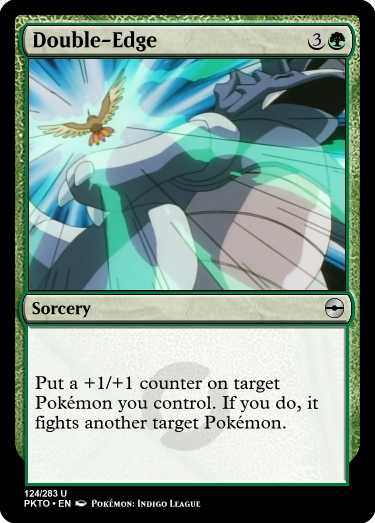 Double-Edge 3
Sorcery
Put a +1/+1 counter on target
Pokémon you control. If you do, it
fights another target Pokémon.
124/283 U
PKTO • EN Pokémon: Indigo League